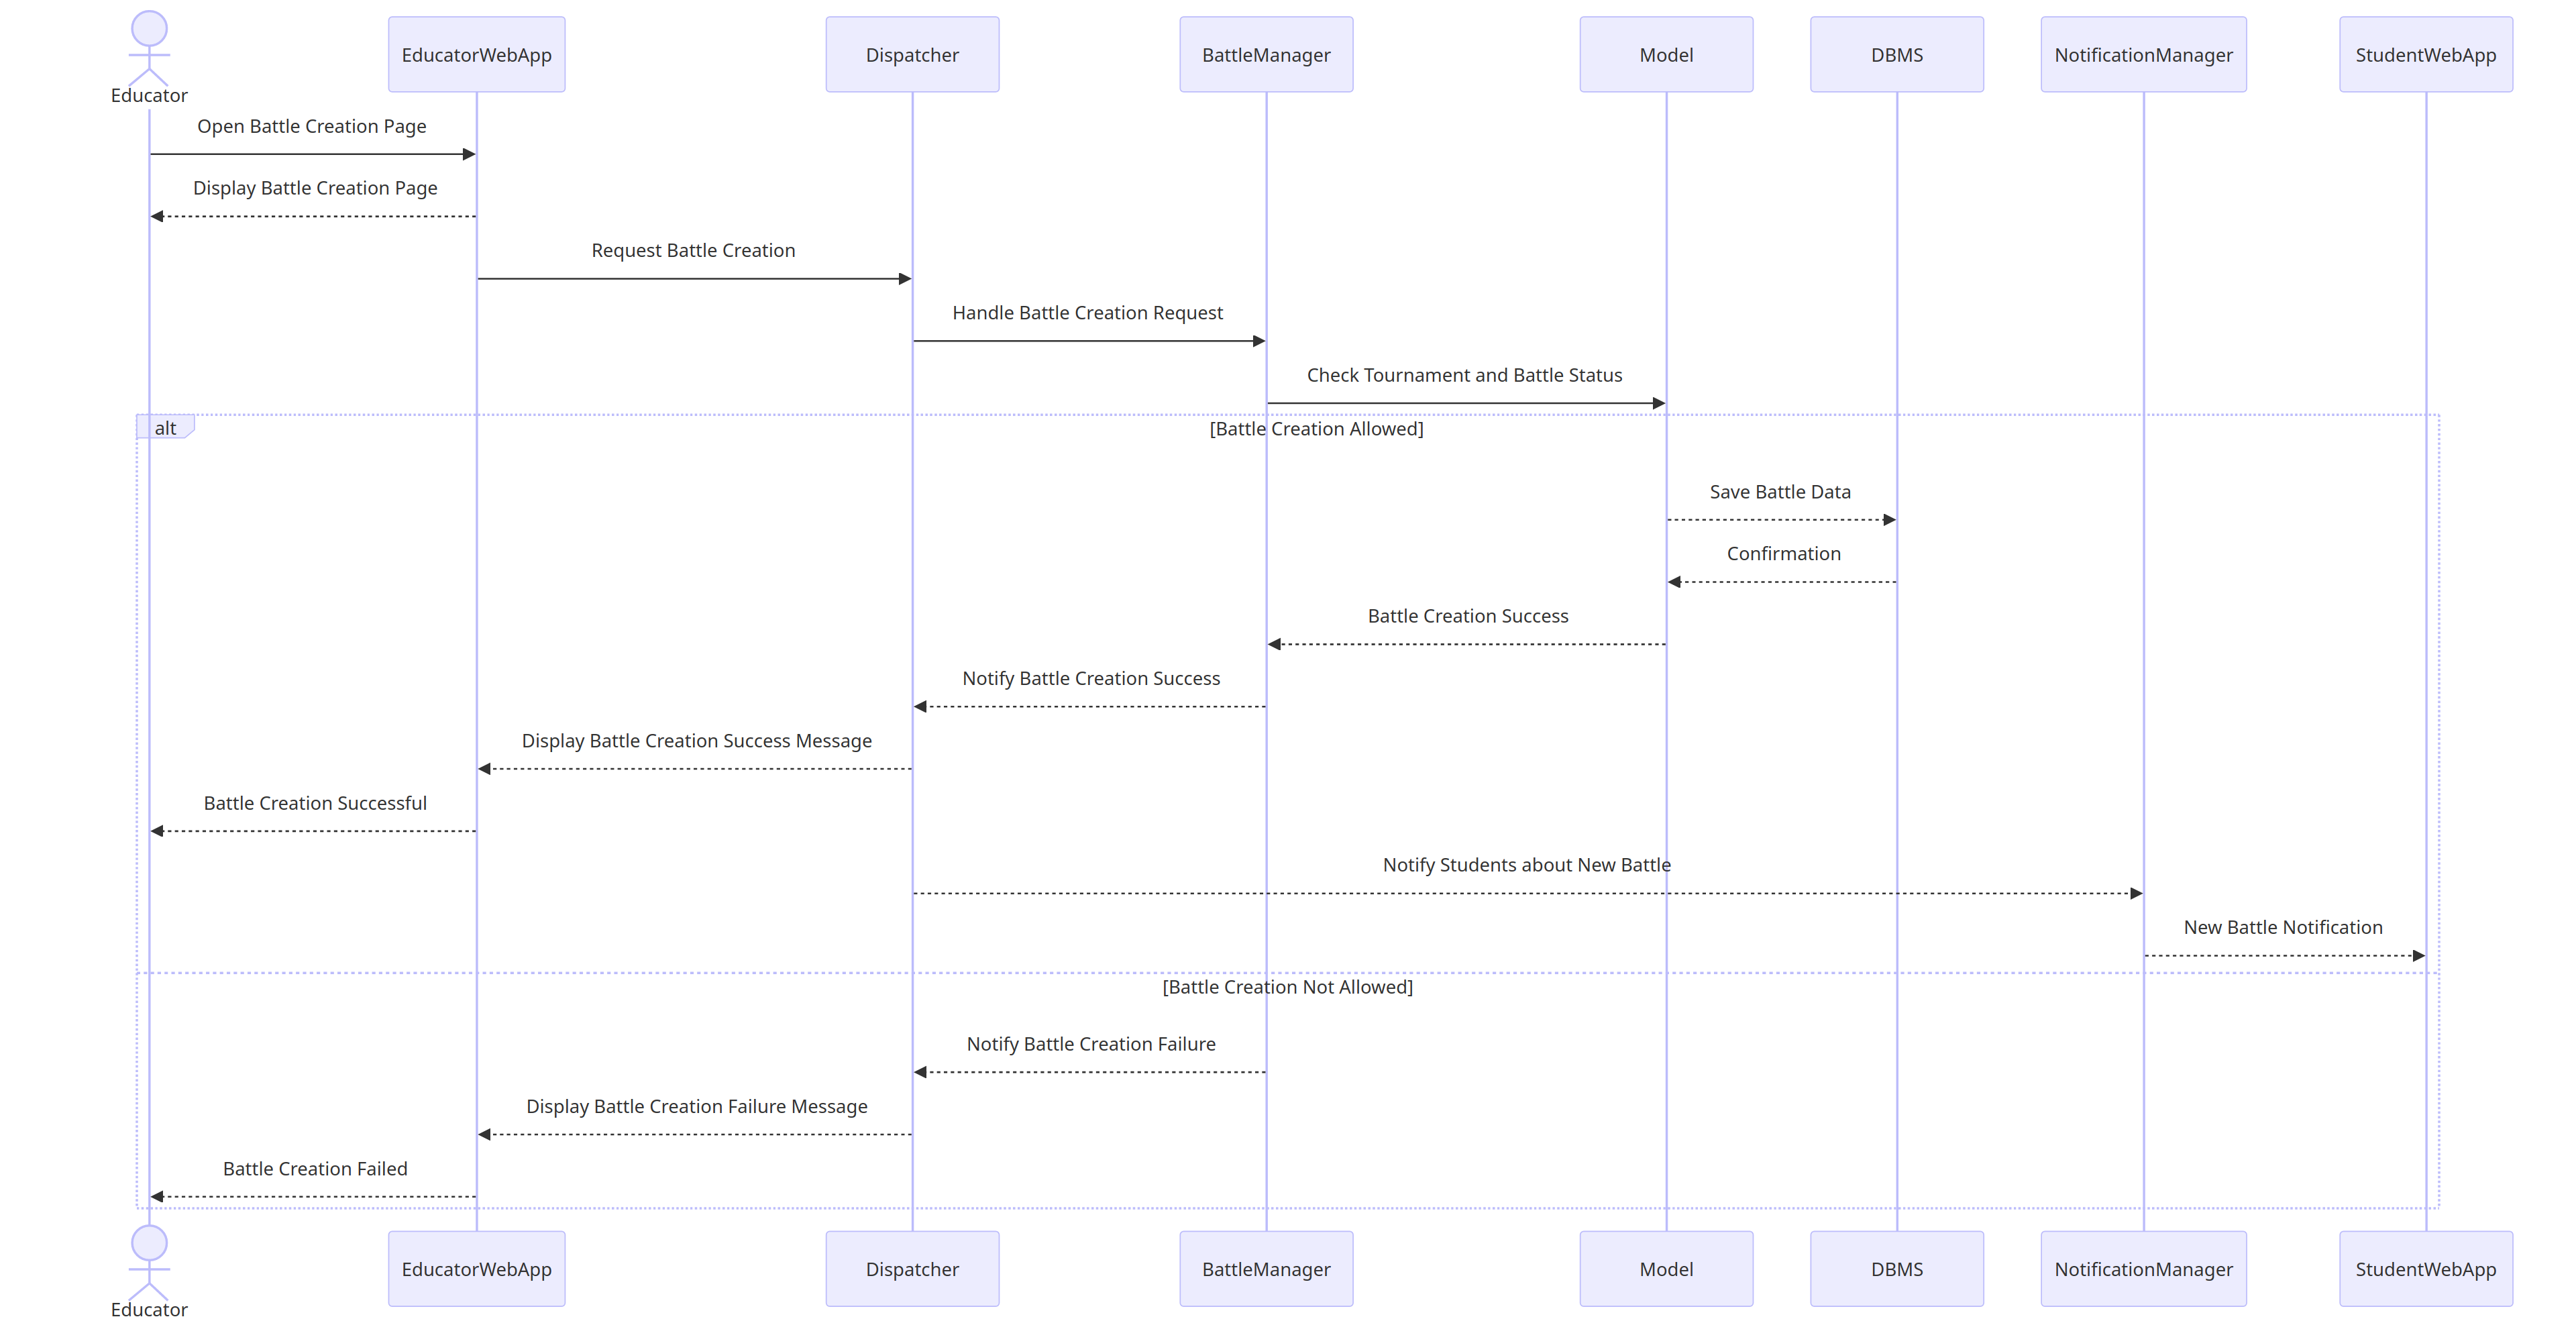 Educator
EducatorWebApp
Dispatcher
BattleManager
Model
DBMS
NotificationManager
StudentWebApp
Open Battle Creation Page
Display Battle Creation Page
Request Battle Creation
Handle Battle Creation Request
Check Tournament and Battle Status
alt
[Battle Creation Allowed]
Save Battle Data
Confirmation
Battle Creation Success
Notify Battle Creation Success
Display Battle Creation Success Message
Battle Creation Successful
Notify Students about New Battle
New Battle Notification
[Battle Creation Not Allowed]
Notify Battle Creation Failure
Display Battle Creation Failure Message
Battle Creation Failed
Educator
EducatorWebApp
Dispatcher
BattleManager
Model
DBMS
NotificationManager
StudentWebApp